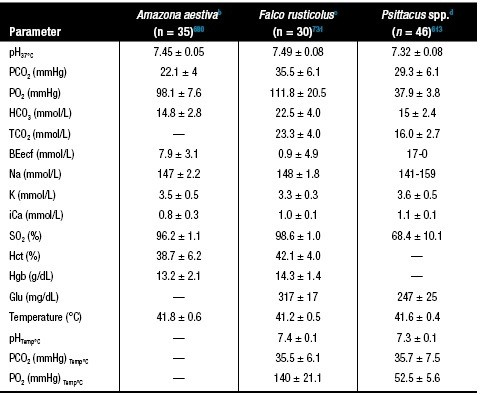 Parameter Amazona aestivaᵇ (n = 35)⁶⁸⁰ Falco rusticolusᶜ (n = 30)⁷³¹ Psittacus spp.ᵈ (n = 46)⁶¹³
pH37°C 7.45 ± 0.05 7.49 ± 0.08 7.32 ± 0.08
PCO₂ (mmHg) 22.1 ± 4 35.5 ± 6.1 29.3 ± 6.1
PO₂ (mmHg) 98.1 ± 7.6 111.8 ± 20.5 37.9 ± 3.8
HCO₃ (mmol/L) 14.8 ± 2.8 22.5 ± 4.0 15 ± 2.4
TCO₂ (mmol/L) — 23.3 ± 4.0 16.0 ± 2.7
BEecf (mmol/L) 7.9 ± 3.1 0.9 ± 4.9 17-0
Na (mmol/L) 147 ± 2.2 148 ± 1.8 141-159
K (mmol/L) 3.5 ± 0.5 3.3 ± 0.3 3.6 ± 0.5
iCa (mmol/L) 0.8 ± 0.3 1.0 ± 0.1 1.1 ± 0.1
SO₂ (%) 96.2 ± 1.1 98.6 ± 1.0 68.4 ± 10.1
Hct (%) 38.7 ± 6.2 42.1 ± 4.0 —
Hgb (g/dL) 13.2 ± 2.1 14.3 ± 1.4 —
Glu (mg/dL) — 317 ± 17 247 ± 25
Temperature (°C) 41.8 ± 0.6 41.2 ± 0.5 41.6 ± 0.4
pHTemp°C — 7.4 ± 0.1 7.3 ± 0.1
PCO₂ (mmHg) Temp°C — 35.5 ± 6.1 35.7 ± 7.5
PO₂ (mmHg) Temp°C — 140 ± 21.1 52.5 ± 5.6